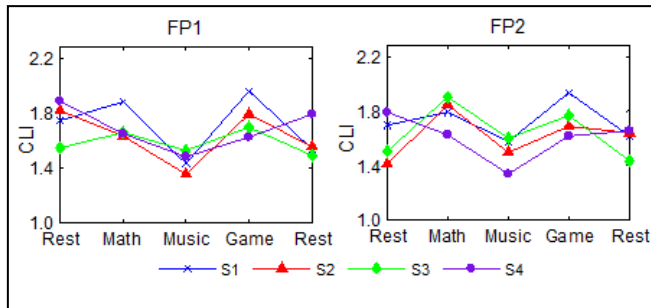 FP1 FP2
2.2 2.2
1.8 1.8
CLI CLI
1.4 1.4
1.0 1.0
Rest Math Music Game Rest Rest Math Music Game Rest
S1 S2 S3 S4